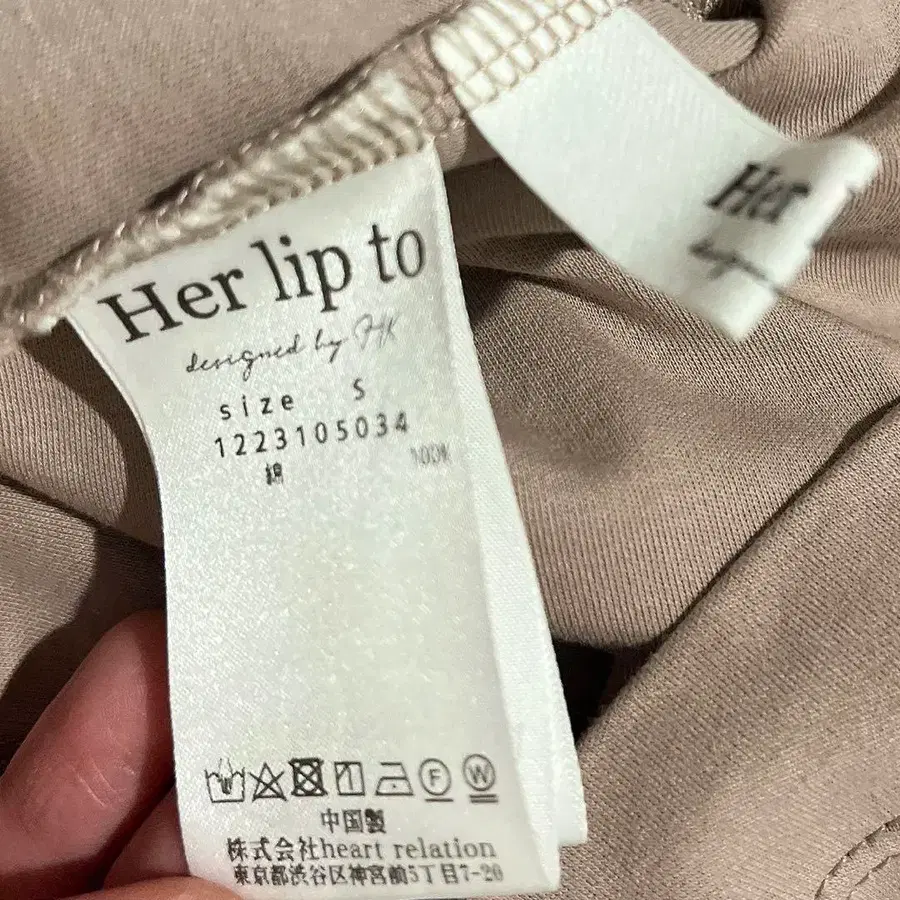 Her lip to
designed by HK
size S
1223105034
綿 100%
F W
中国製
株式会社heart relation
東京都渋谷区神宮前5丁目7-20
Her